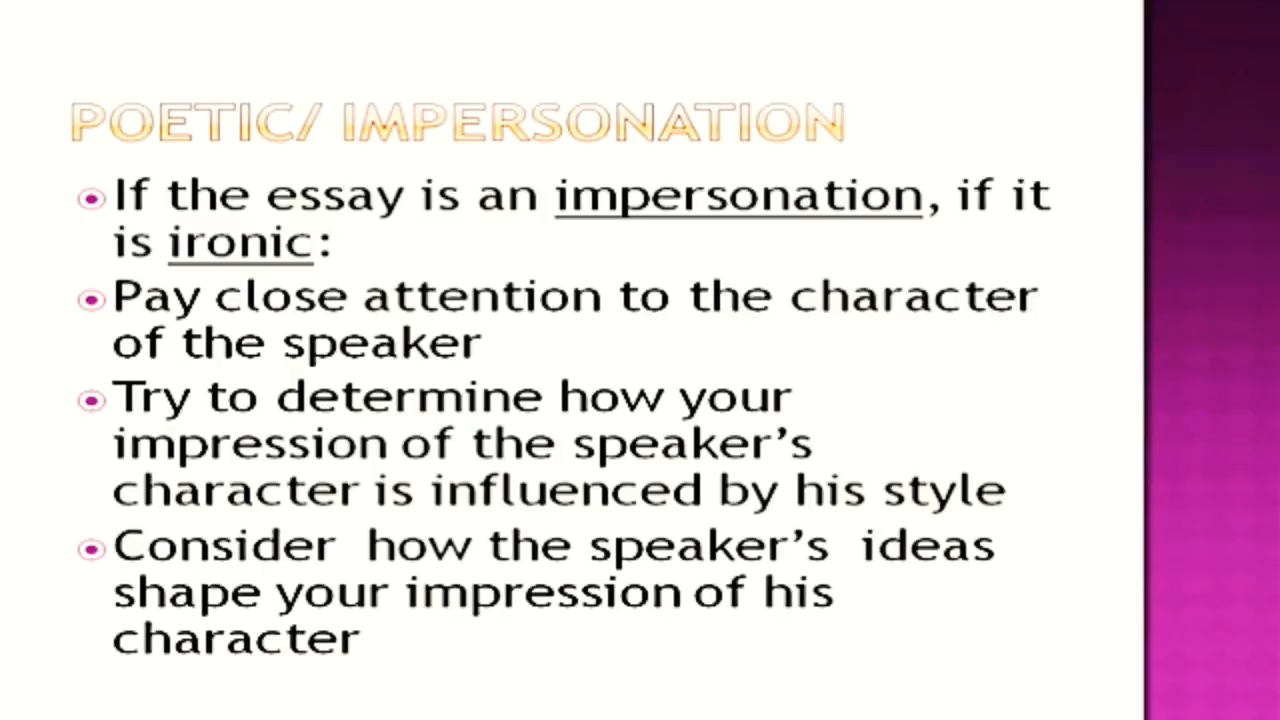 POETIC/ IMPERSONATION
If the essay is an impersonation, if it
is ironic:
Pay close attention to the character
of the speaker
Try to determine how your
impression of the speaker’s
character is influenced by his style
Consider how the speaker’s ideas
shape your impression of his
character